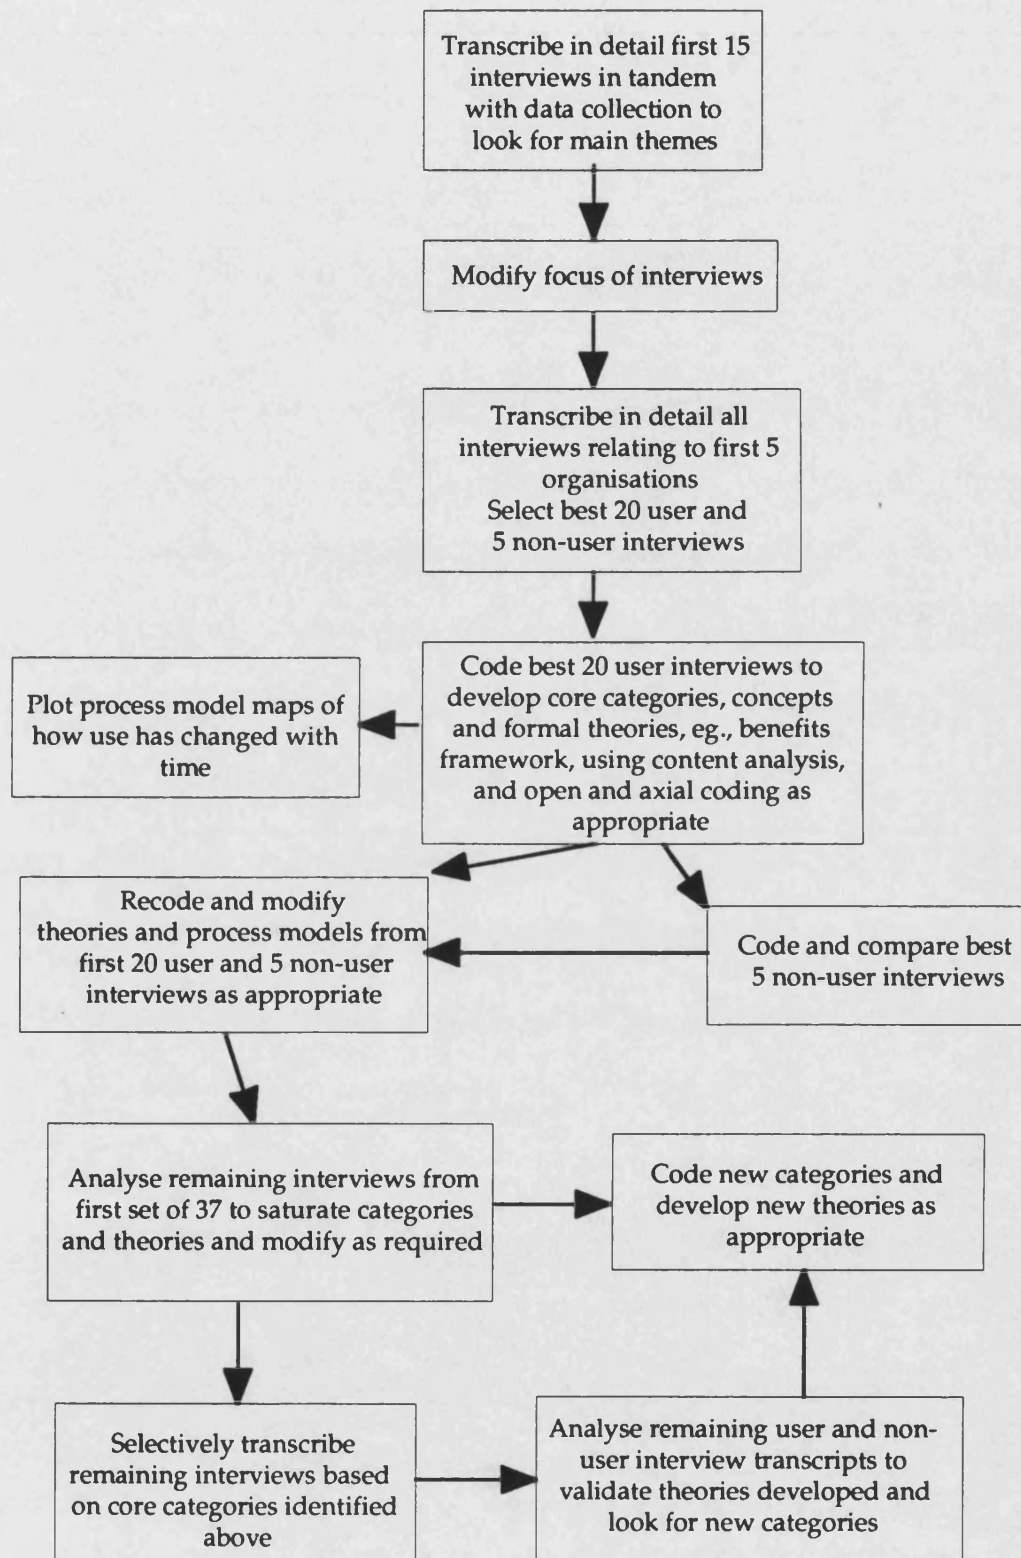 Transcribe in detail first 15
interviews in tandem
with data collection to
look for main themes
Modify focus of interviews
Transcribe in detail all
interviews relating to first 5
organisations
Select best 20 user and
5 non-user interviews
Code best 20 user interviews to
develop core categories, concepts
and formal theories, eg., benefits
framework, using content analysis,
and open and axial coding as
appropriate
Plot process model maps of
how use has changed with
time
Recode and modify
theories and process models from
first 20 user and 5 non-user
interviews as appropriate
Code and compare best
5 non-user interviews
Analyse remaining interviews from
first set of 37 to saturate categories
and theories and modify as required
Code new categories and
develop new theories as
appropriate
Selectively transcribe
remaining interviews based
on core categories identified
above
Analyse remaining user and non-
user interview transcripts to
validate theories developed and
look for new categories